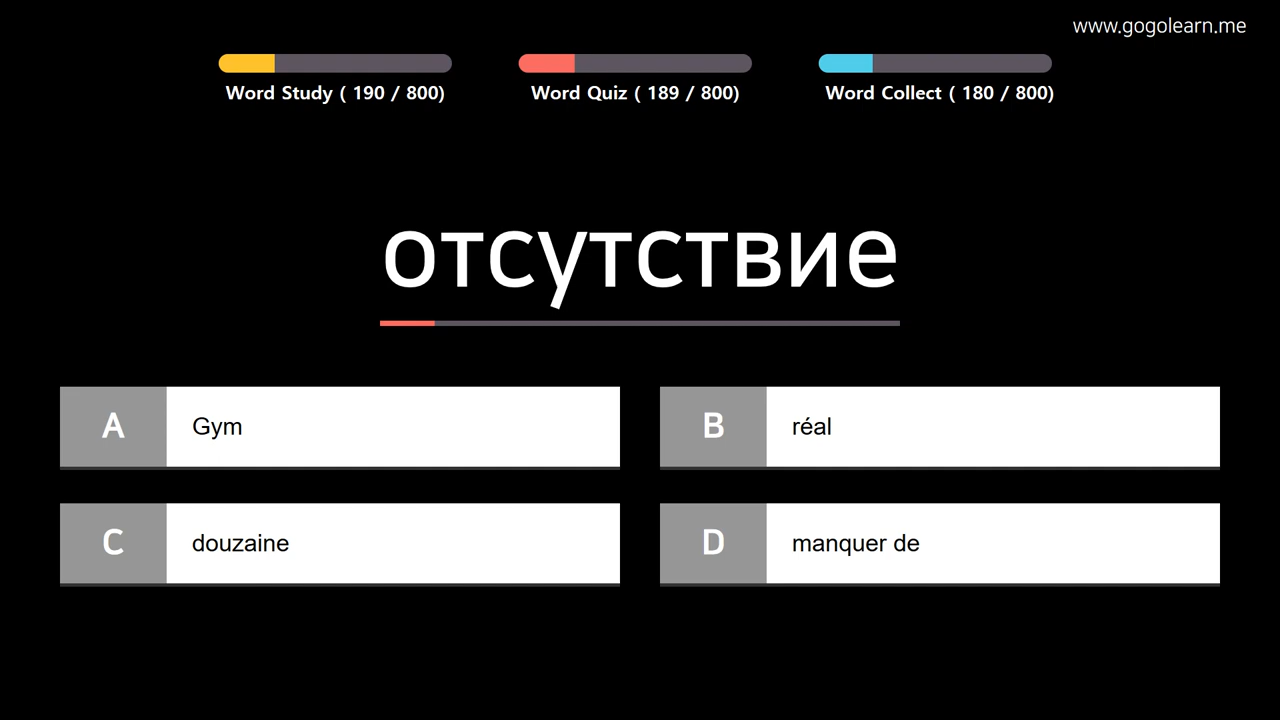 www.gogolearn.me
Word Study ( 190 / 800)
Word Quiz ( 189 / 800)
Word Collect ( 180 / 800)
отсутствие
A Gym
B réal
C douzaine
D manquer de